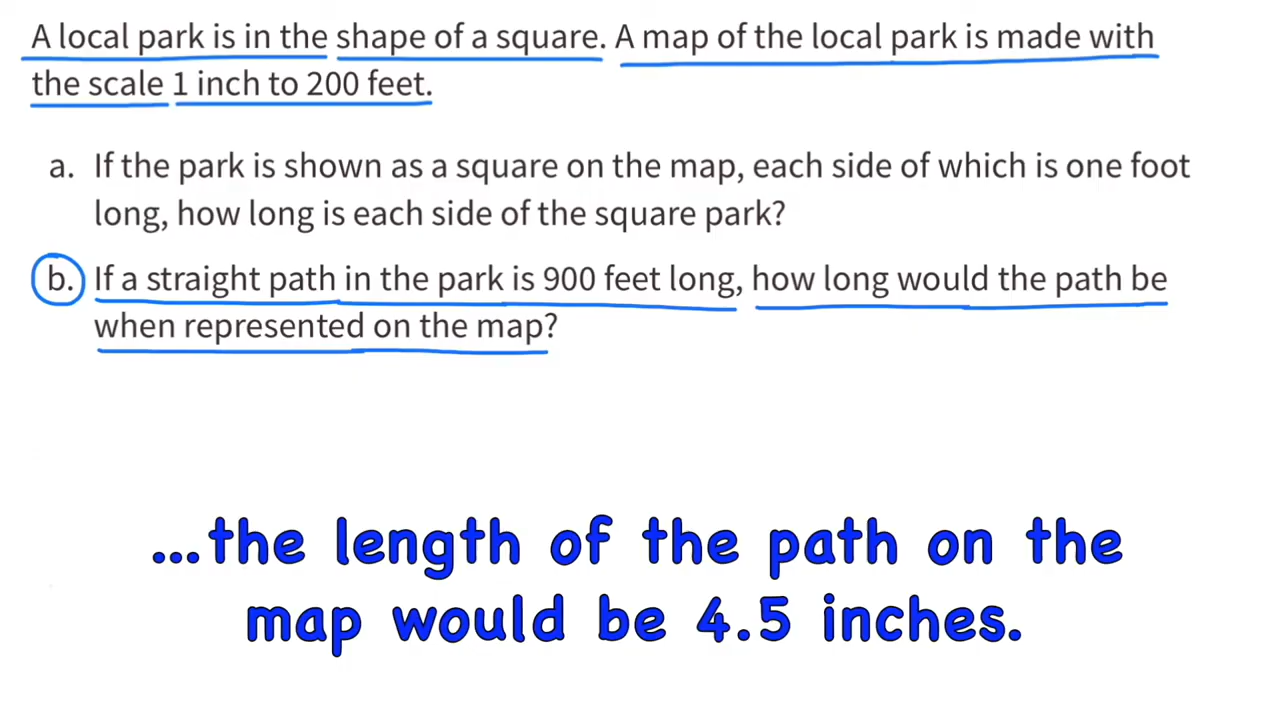 A local park is in the shape of a square. A map of the local park is made with
the scale 1 inch to 200 feet.
a. If the park is shown as a square on the map, each side of which is one foot
long, how long is each side of the square park?
b. If a straight path in the park is 900 feet long, how long would the path be
when represented on the map?
...the length of the path on the
map would be 4.5 inches.